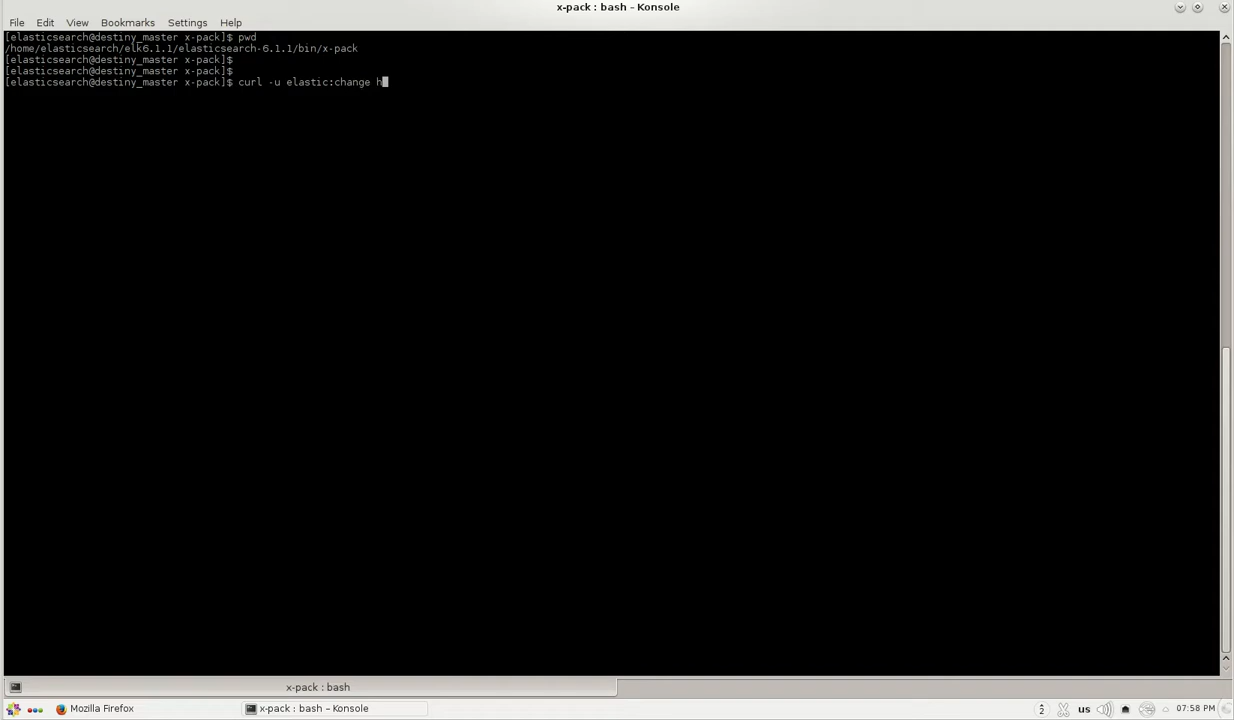 x-pack : bash – Konsole
File Edit View Bookmarks Settings Help
[elasticsearch@destiny_master x-pack]$ pwd
/home/elasticsearch/elk6.1.1/elasticsearch-6.1.1/bin/x-pack
[elasticsearch@destiny_master x-pack]$
[elasticsearch@destiny_master x-pack]$
[elasticsearch@destiny_master x-pack]$ curl -u elastic:change h
x-pack : bash
Mozilla Firefox x-pack : bash – Konsole 2 us 07:58 PM